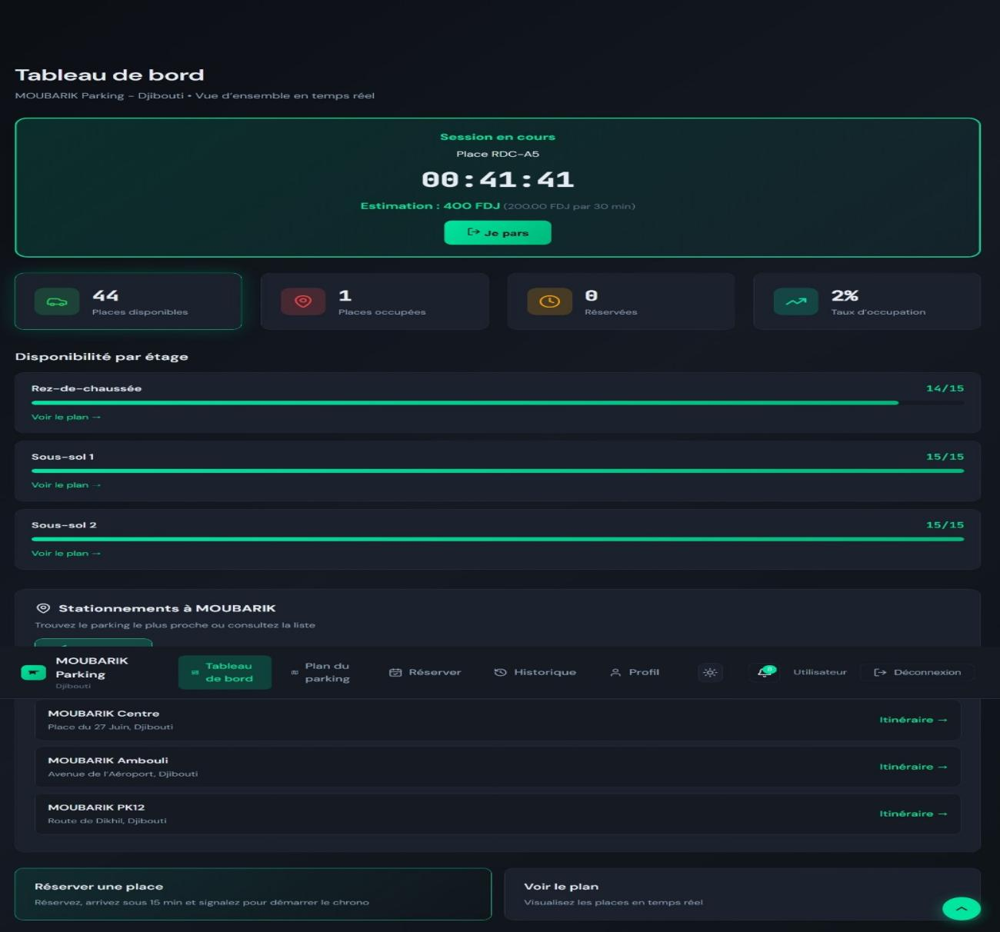 Tableau de bord
MOUBARIK Parking – Djibouti • Vue d'ensemble en temps réel
Session en cours
Place RDC-A5
00:41:41
Estimation : 400 FDJ (200.00 FDJ par 30 min)
Je pars
44
Places disponibles
1
Places occupées
0
Réservées
2%
Taux d'occupation
Disponibilité par étage
Rez-de-chaussée
14/15
Voir le plan →
Sous-sol 1
15/15
Voir le plan →
Sous-sol 2
15/15
Voir le plan →
Stationnements à MOUBARIK
Trouvez le parking le plus proche ou consultez la liste
MOUBARIK
Parking
Djibouti
Tableau
de bord
Plan du
parking
Réserver
Historique
Profil
Utilisateur
Déconnexion
MOUBARIK Centre
Place du 27 Juin, Djibouti
Itinéraire →
MOUBARIK Ambouli
Avenue de l'Aéroport, Djibouti
Itinéraire →
MOUBARIK PK12
Route de Dikhil, Djibouti
Itinéraire →
Réserver une place
Réservez, arrivez sous 15 min et signalez pour démarrer le chrono
Voir le plan
Visualisez les places en temps réel